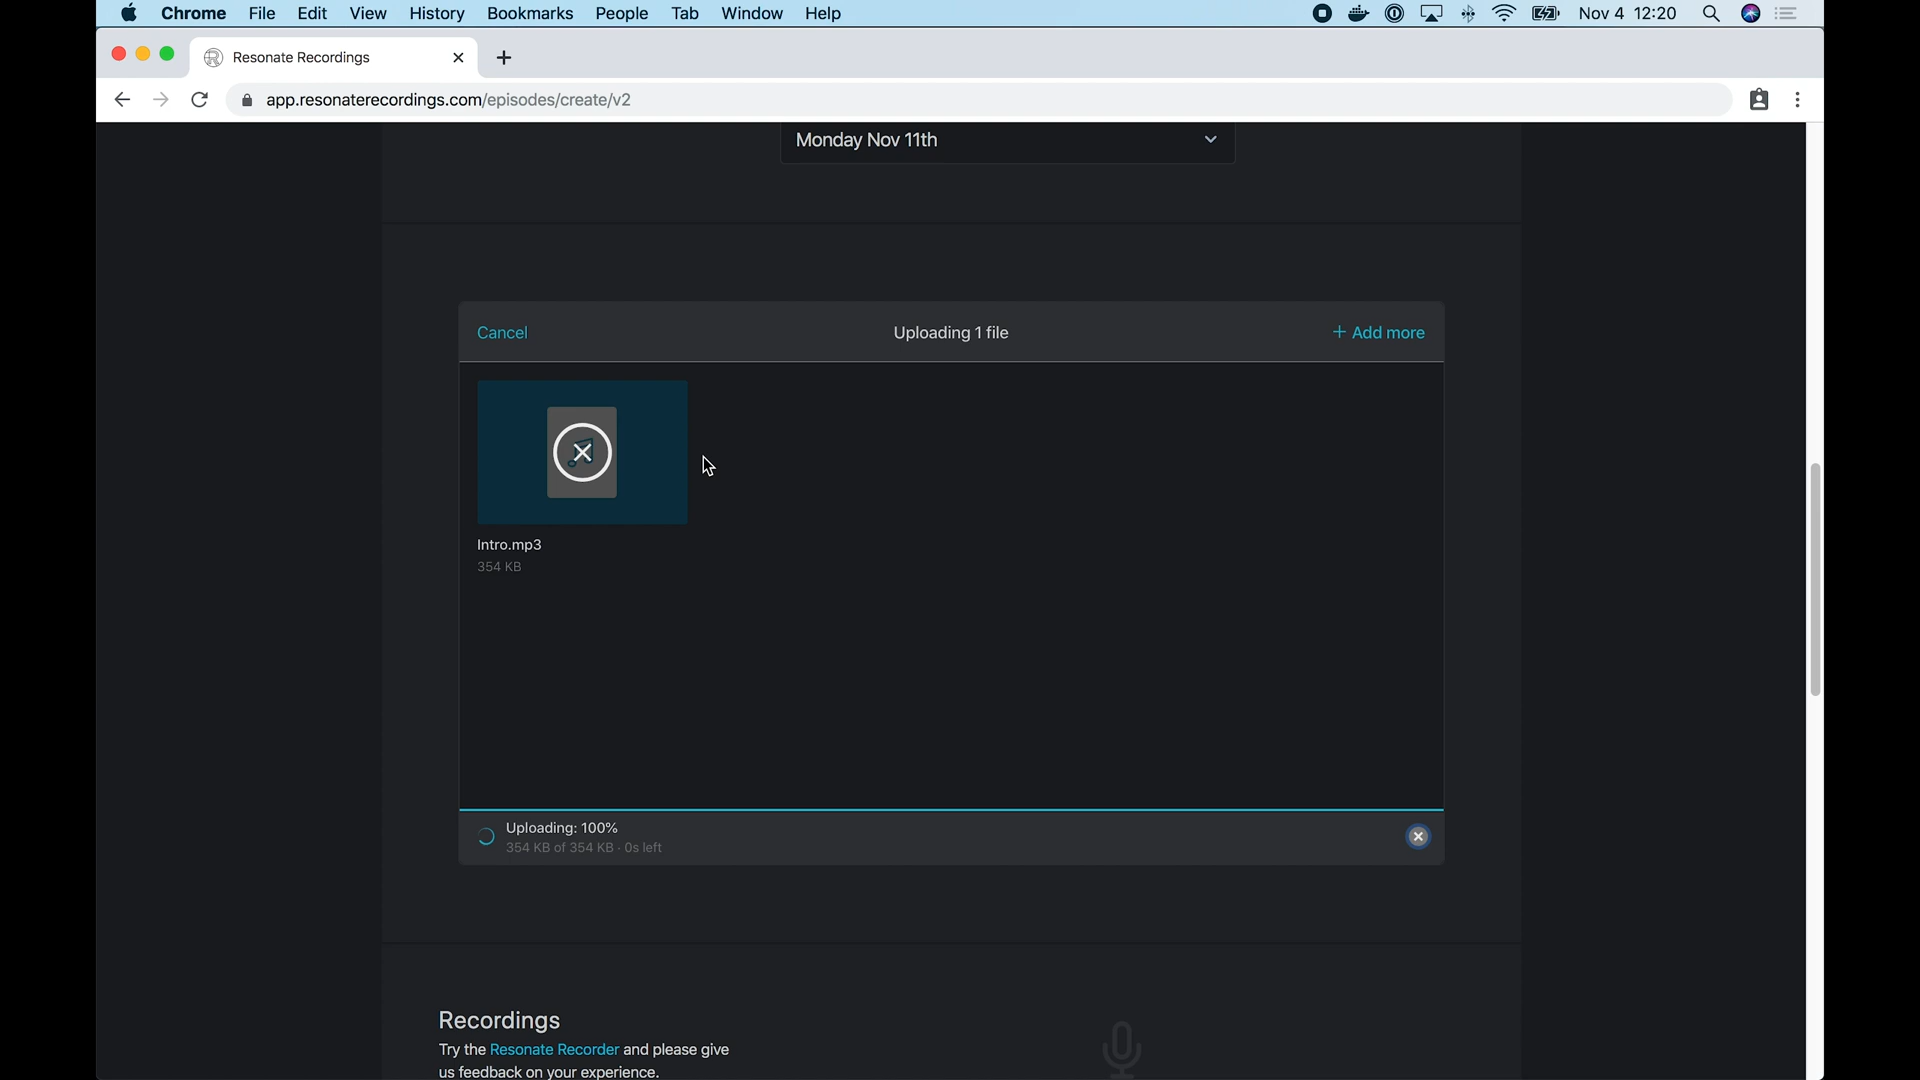 Chrome File Edit View History Bookmarks People Tab Window Help Nov 4 12:20
Resonate Recordings
app.resonaterecordings.com/episodes/create/v2
Monday Nov 11th
Cancel Uploading 1 file + Add more
Intro.mp3
354 KB
Uploading: 100%
354 KB of 354 KB · 0s left
Recordings
Try the Resonate Recorder and please give
us feedback on your experience.